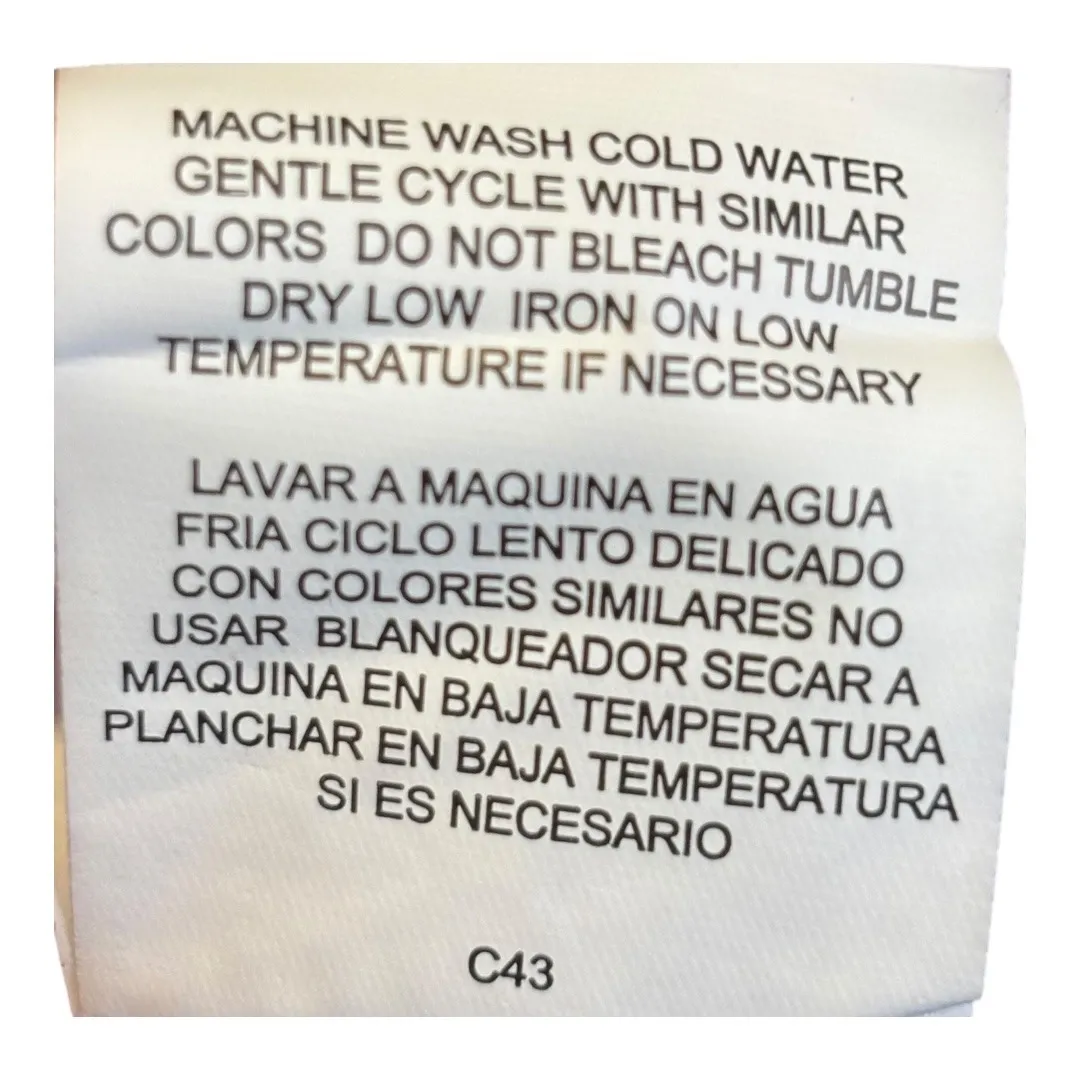 MACHINE WASH COLD WATER
GENTLE CYCLE WITH SIMILAR
COLORS DO NOT BLEACH TUMBLE
DRY LOW IRON ON LOW
TEMPERATURE IF NECESSARY
LAVAR A MAQUINA EN AGUA
FRIA CICLO LENTO DELICADO
CON COLORES SIMILARES NO
USAR BLANQUEADOR SECAR A
MAQUINA EN BAJA TEMPERATURA
PLANCHAR EN BAJA TEMPERATURA
SI ES NECESARIO
C43